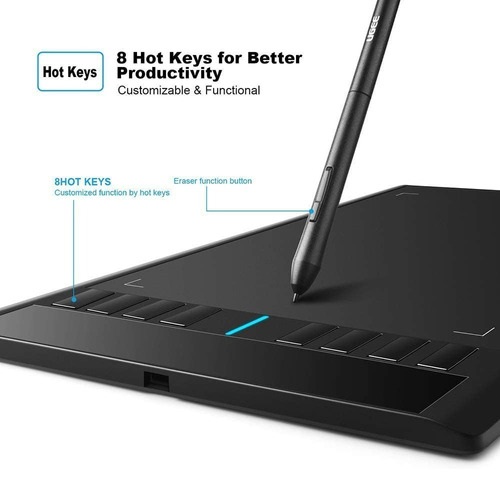 Hot Keys
8 Hot Keys for Better
Productivity
Customizable & Functional
UGEE
8HOT KEYS
Customized function by hot keys
Eraser function button